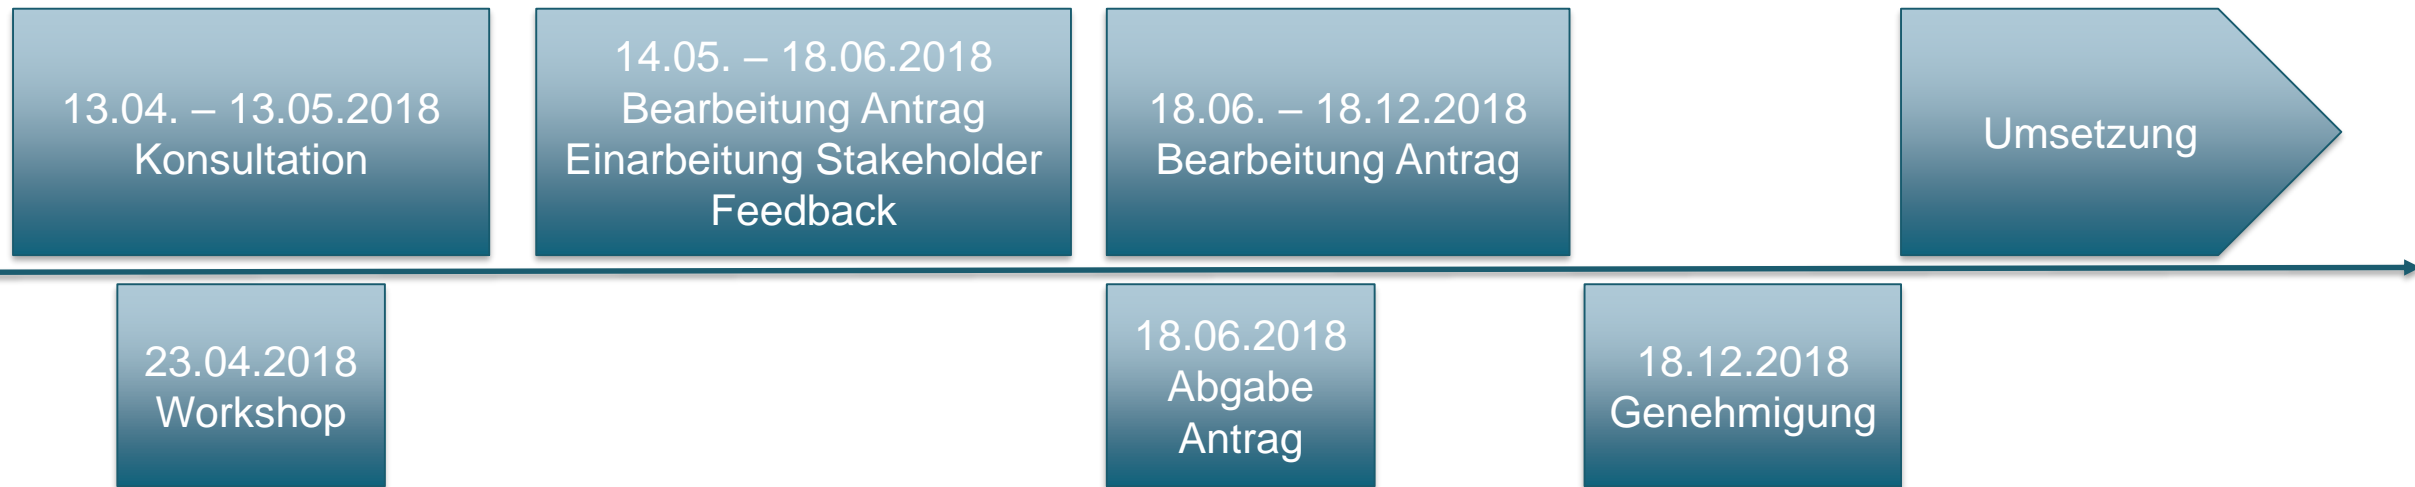 13.04. – 13.05.2018
Konsultation
14.05. – 18.06.2018
Bearbeitung Antrag
Einarbeitung Stakeholder
Feedback
18.06. – 18.12.2018
Bearbeitung Antrag
Umsetzung
23.04.2018
Workshop
18.06.2018
Abgabe
Antrag
18.12.2018
Genehmigung